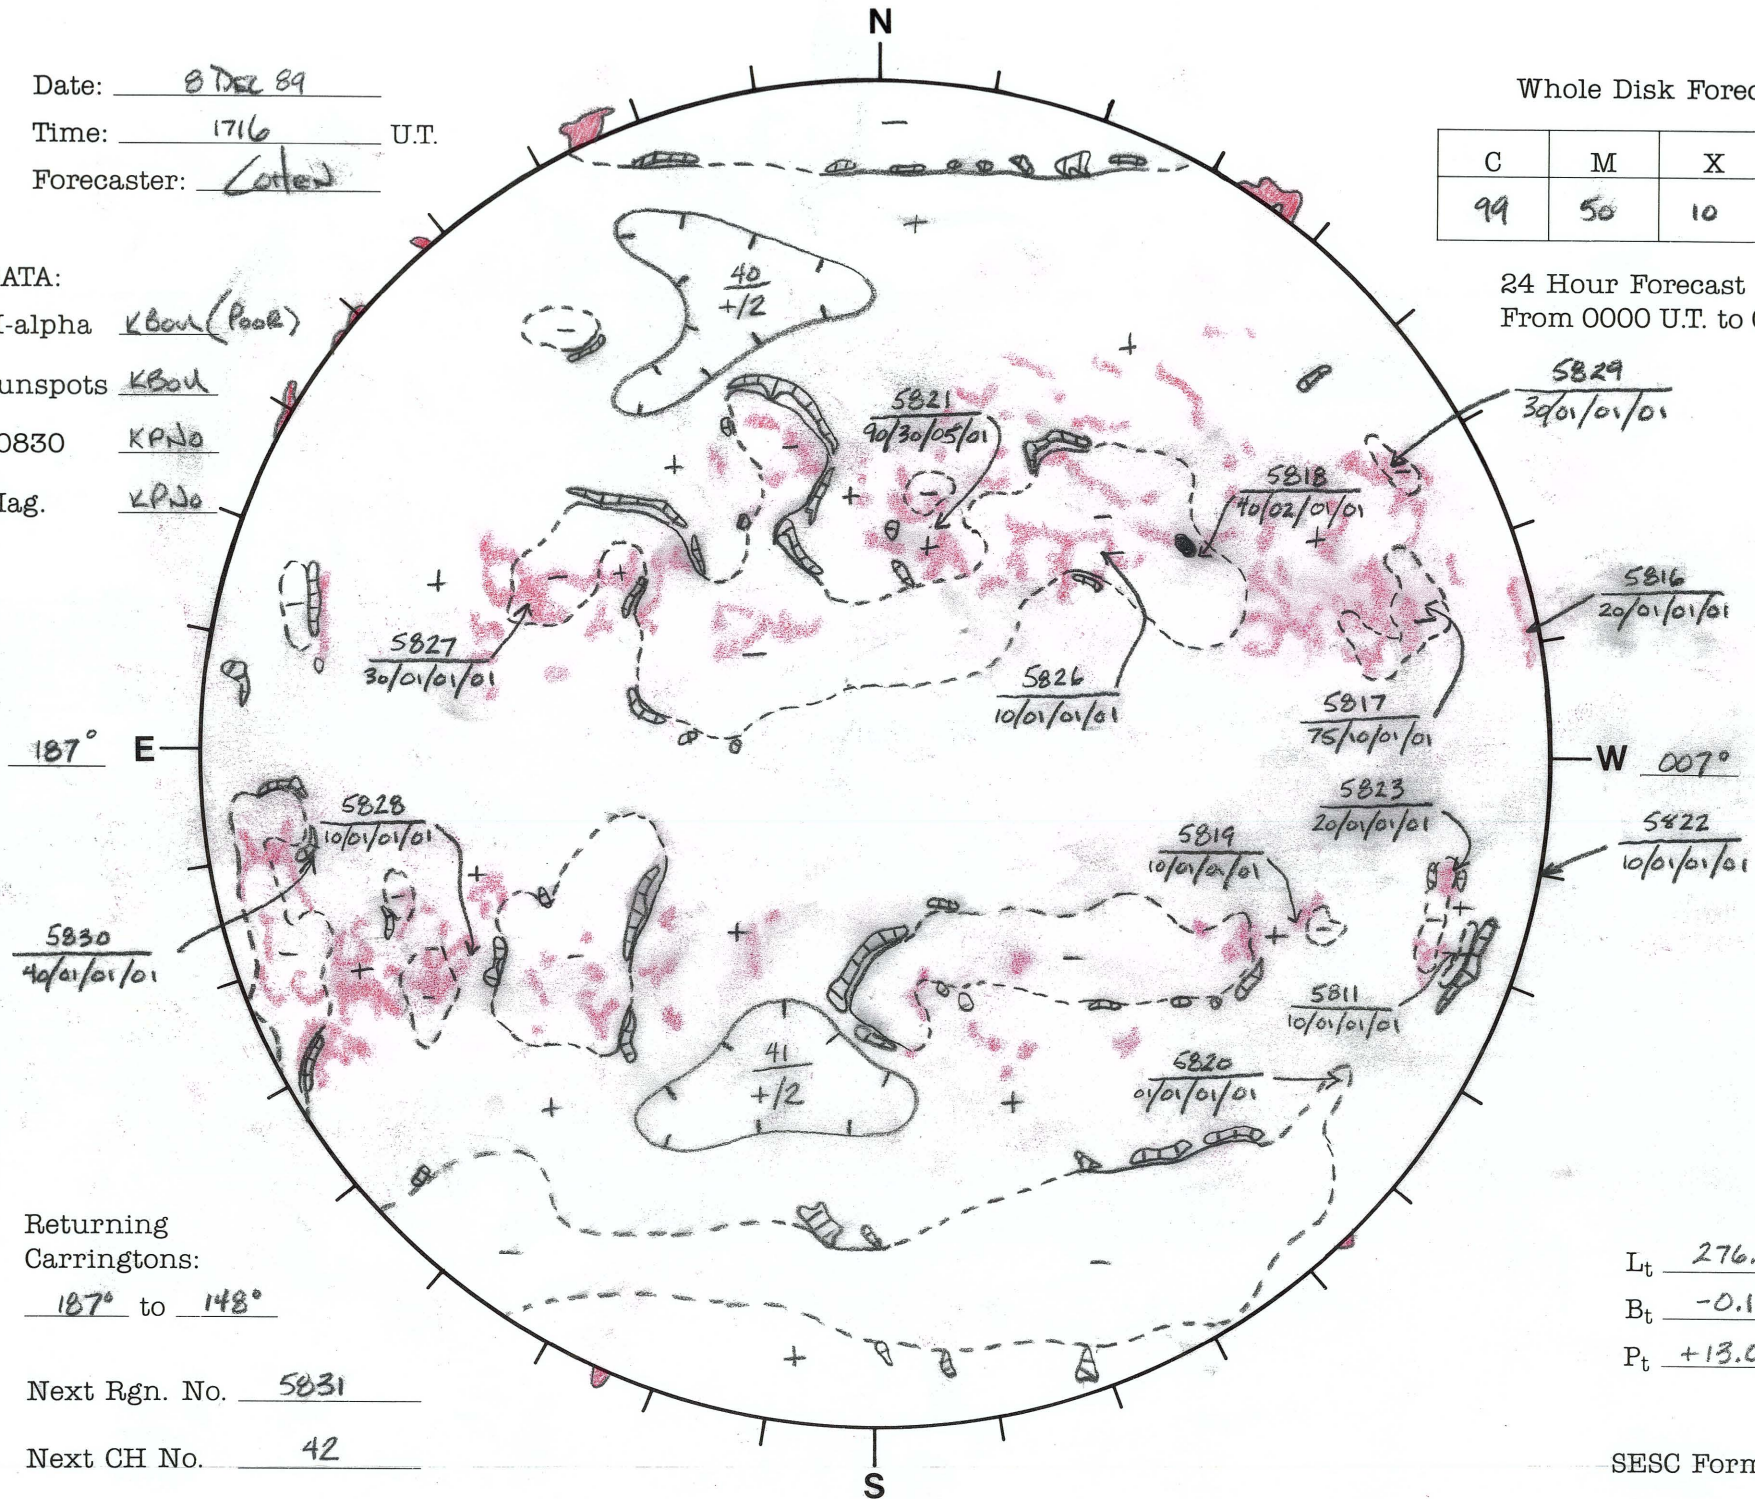 N
Date: 8 DEC 89
Time: 1716 U.T.
Forecaster: Cohen
Whole Disk Forec
C M X
99 50 10
ATA:
I-alpha KBOU (POOR)
unspots KBOU
0830 KPNO
Mag. KPNO
24 Hour Forecast
From 0000 U.T. to 0
40
+/2
5829
30/01/01/01
5821
90/30/05/01
5818
40/02/01/01
5816
20/01/01/01
5827
30/01/01/01
5826
10/01/01/01
5817
75/10/01/01
187° E
W 007°
5828
10/01/01/01
5823
20/01/01/01
5819
10/01/01/01
5822
10/01/01/01
5830
40/01/01/01
5811
10/01/01/01
41
+/2
5820
01/01/01/01
Returning
Carringtons:
187° to 148°
Next Rgn. No. 5831
Next CH No. 42
Lt 276.
Bt -0.1
Pt +13.0
S
SESC Form